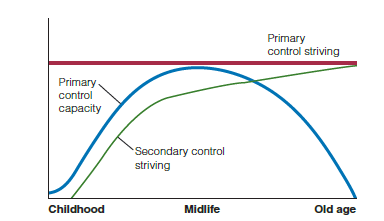 Primary
control striving
Primary
control
capacity
Secondary control
striving
Childhood
Midlife
Old age